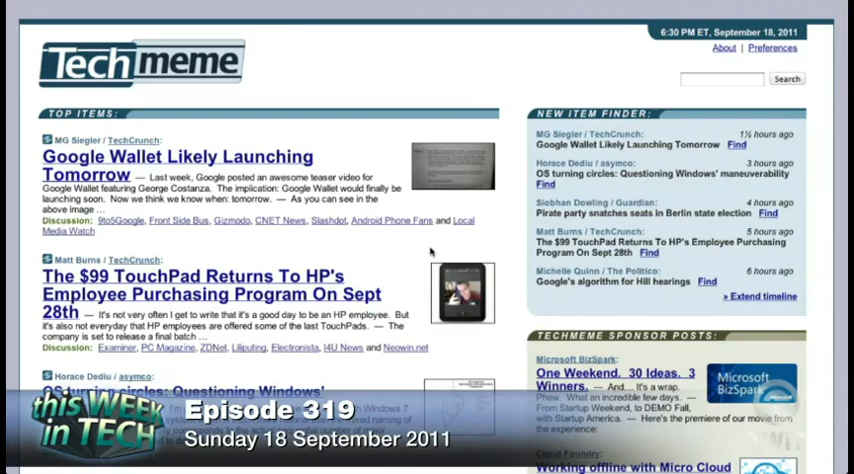 6:30 PM ET, September 18, 2011
About | Preferences
Techmeme
Search
TOP ITEMS:
MG Siegler / TechCrunch:
Google Wallet Likely Launching
Tomorrow — Last week, Google posted an awesome teaser video for
Google Wallet featuring George Costanza. The implication: Google Wallet would finally be
launching soon. Now we think we know when: tomorrow. — As you can see in the
above image ...
Discussion: 9to5Google, Front Side Bus, Gizmodo, CNET News, Slashdot, Android Phone Fans and Local
Media Watch
Matt Burns / TechCrunch:
The $99 TouchPad Returns To HP's
Employee Purchasing Program On Sept
28th — It's not very often I get to write that it's a good day to be an HP employee. But
it's also not everyday that HP employees are offered some of the last TouchPads. — The
company is set to release a final batch ...
Discussion: Examiner, PC Magazine, ZDNet, Liliputing, Electronista, I4U News and Neowin.net
Horace Dediu / asymco:
OS turning circles: Questioning Windows'
NEW ITEM FINDER:
MG Siegler / TechCrunch: 1½ hours ago
Google Wallet Likely Launching Tomorrow Find
Horace Dediu / asymco: 3 hours ago
OS turning circles: Questioning Windows' maneuverability
Find
Siobhan Dowling / Guardian: 4 hours ago
Pirate party snatches seats in Berlin state election Find
Matt Burns / TechCrunch: 5 hours ago
The $99 TouchPad Returns To HP's Employee Purchasing
Program On Sept 28th Find
Michelle Quinn / The Politico: 6 hours ago
Google's algorithm for Hill hearings Find
» Extend timeline
TECHMEME SPONSOR POSTS:
Microsoft BizSpark:
One Weekend. 30 Ideas. 3
Winners. — And... It's a wrap.
Phew. What an incredible few days. —
From Startup Weekend, to DEMO Fall,
with Startup America. — Here's the premiere of our movie from
the experience:
Microsoft
BizSpark
Cloud Foundry:
Working offline with Micro Cloud
this WEEK
in TECH
Episode 319
Sunday 18 September 2011
TWiT